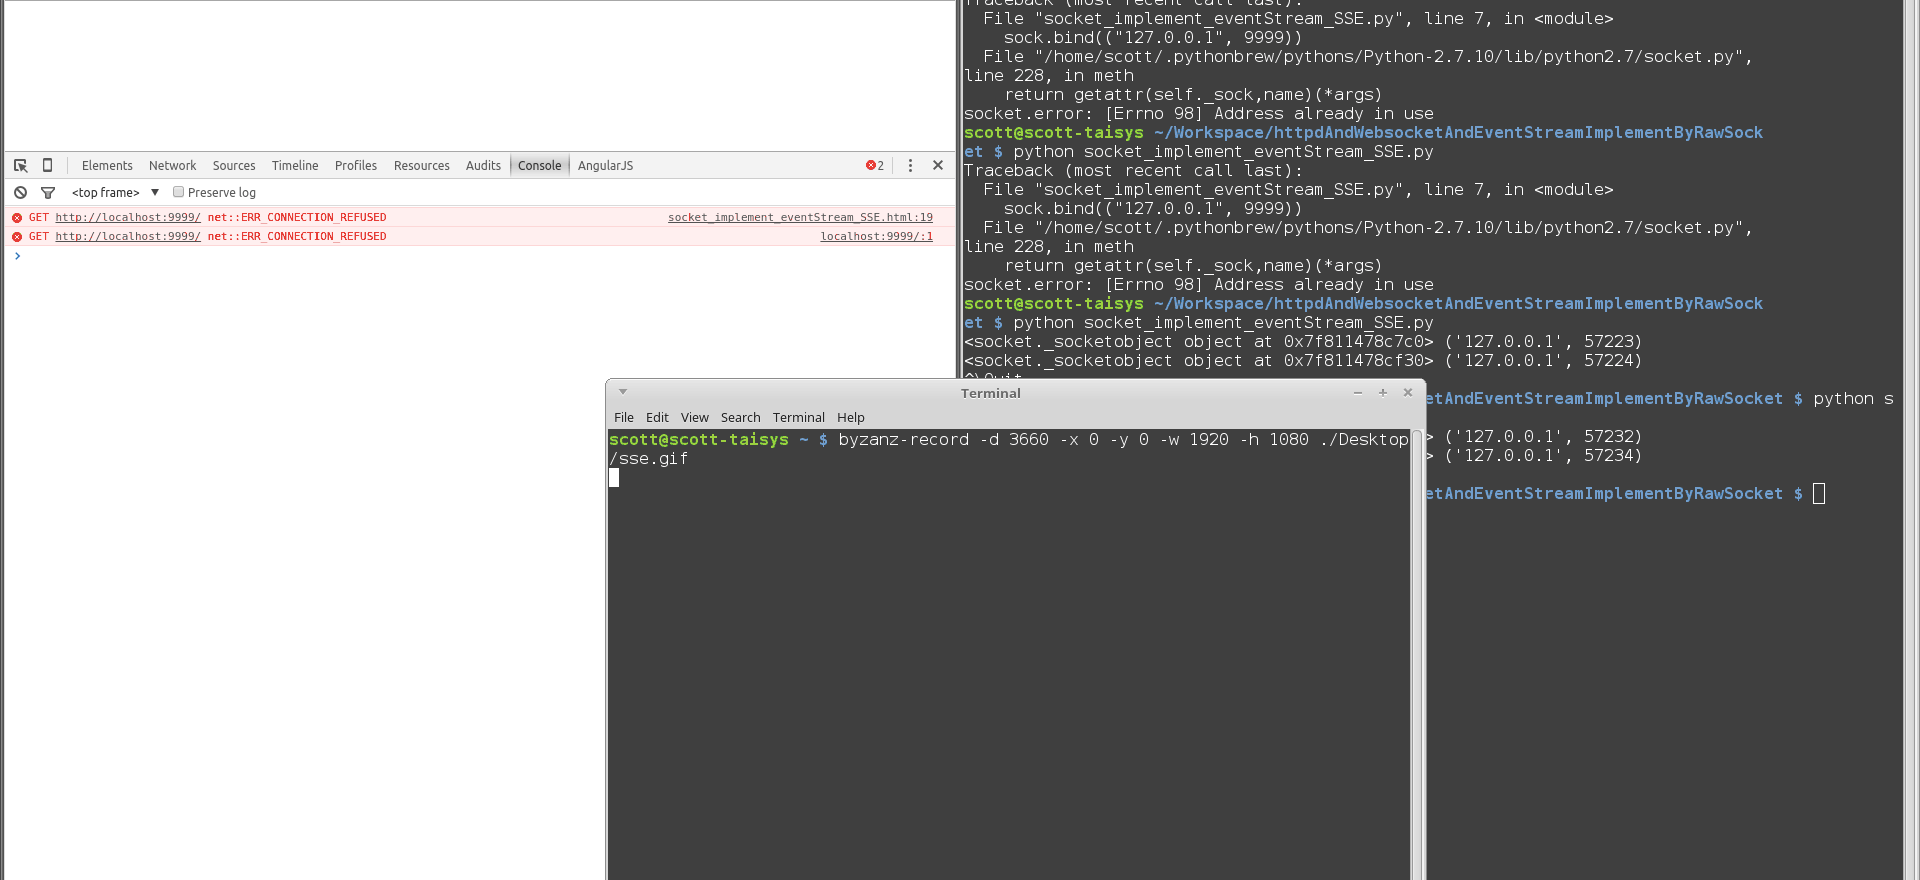 Elements Network Sources Timeline Profiles Resources Audits Console AngularJS 2
<top frame> Preserve log
GET http://localhost:9999/ net::ERR_CONNECTION_REFUSED socket_implement_eventStream_SSE.html:19
GET http://localhost:9999/ net::ERR_CONNECTION_REFUSED localhost:9999/:1
>
Traceback (most recent call last):
File "socket_implement_eventStream_SSE.py", line 7, in <module>
sock.bind(("127.0.0.1", 9999))
File "/home/scott/.pythonbrew/pythons/Python-2.7.10/lib/python2.7/socket.py",
line 228, in meth
return getattr(self._sock,name)(*args)
socket.error: [Errno 98] Address already in use
scott@scott-taisys ~/Workspace/httpdAndWebsocketAndEventStreamImplementByRawSock
et $ python socket_implement_eventStream_SSE.py
Traceback (most recent call last):
File "socket_implement_eventStream_SSE.py", line 7, in <module>
sock.bind(("127.0.0.1", 9999))
File "/home/scott/.pythonbrew/pythons/Python-2.7.10/lib/python2.7/socket.py",
line 228, in meth
return getattr(self._sock,name)(*args)
socket.error: [Errno 98] Address already in use
scott@scott-taisys ~/Workspace/httpdAndWebsocketAndEventStreamImplementByRawSock
et $ python socket_implement_eventStream_SSE.py
<socket._socketobject object at 0x7f811478c7c0> ('127.0.0.1', 57223)
<socket._socketobject object at 0x7f811478cf30> ('127.0.0.1', 57224)
^\Quit
etAndEventStreamImplementByRawSocket $ python s
> ('127.0.0.1', 57232)
> ('127.0.0.1', 57234)
etAndEventStreamImplementByRawSocket $
Terminal
File Edit View Search Terminal Help
scott@scott-taisys ~ $ byzanz-record -d 3660 -x 0 -y 0 -w 1920 -h 1080 ./Desktop
/sse.gif